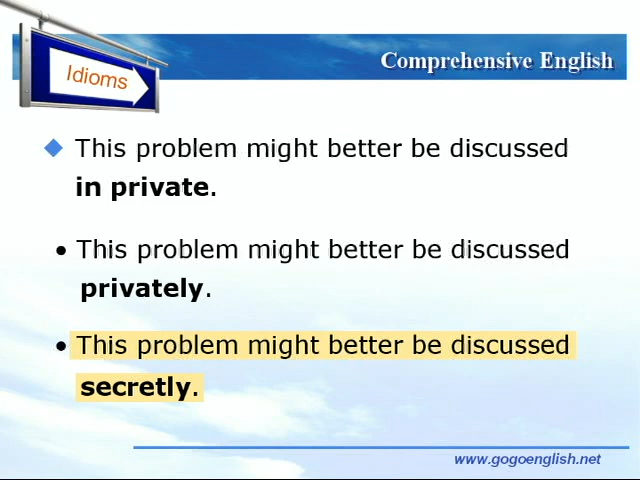 Idioms
Comprehensive English
This problem might better be discussed
in private.
• This problem might better be discussed
privately.
• This problem might better be discussed
secretly.
www.gogoenglish.net